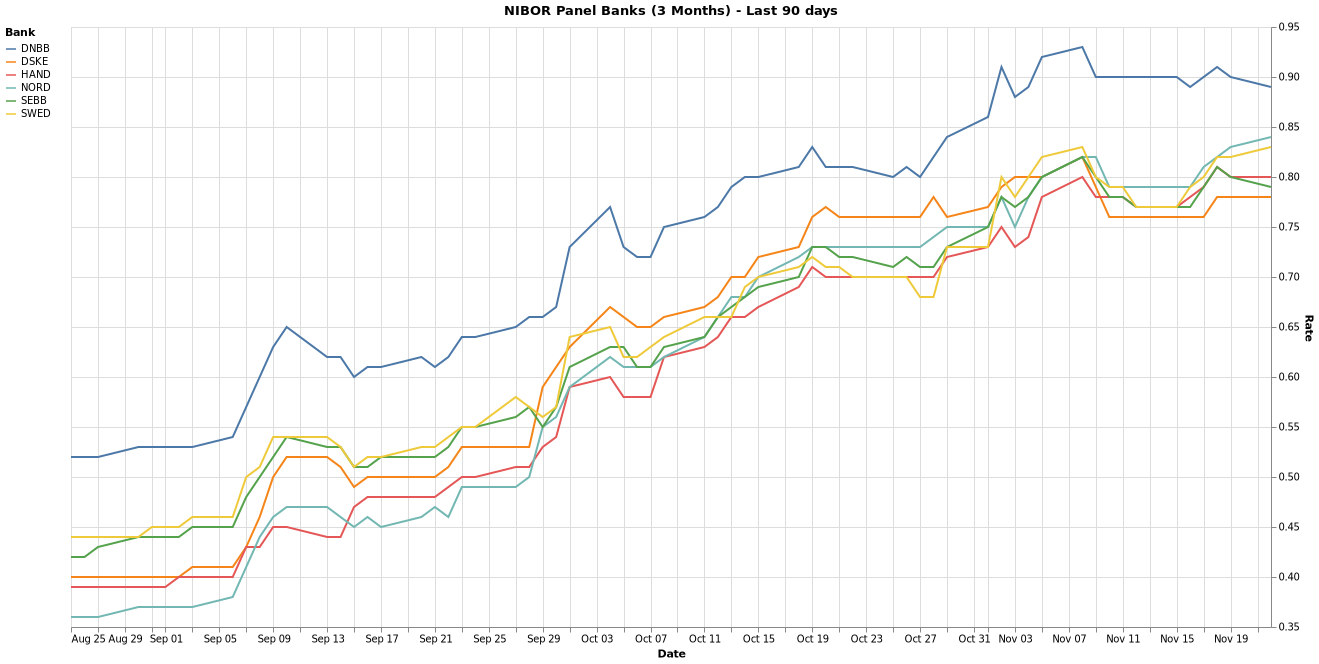 NIBOR Panel Banks (3 Months) - Last 90 days
Bank
DNBB
DSKE
HAND
NORD
SEBB
SWED
0.95
0.90
0.85
0.80
0.75
0.70
0.65
0.60
0.55
0.50
0.45
0.40
0.35
Rate
Aug 25 Aug 29 Sep 01 Sep 05 Sep 09 Sep 13 Sep 17 Sep 21 Sep 25 Sep 29 Oct 03 Oct 07 Oct 11 Oct 15 Oct 19 Oct 23 Oct 27 Oct 31 Nov 03 Nov 07 Nov 11 Nov 15 Nov 19
Date